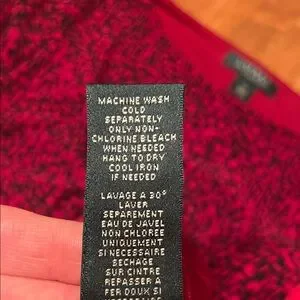 MACHINE WASH
COLD
SEPARATELY
ONLY NON-
CHLORINE BLEACH
WHEN NEEDED
HANG TO DRY
COOL IRON
IF NEEDED
LAVAGE A 30°
LAVER
SEPAREMENT
EAU DE JAVEL
NON CHLOREE
UNIQUEMENT
SI NECESSAIRE
SECHAGE
SUR CINTRE
REPASSER A
FER DOUX SI